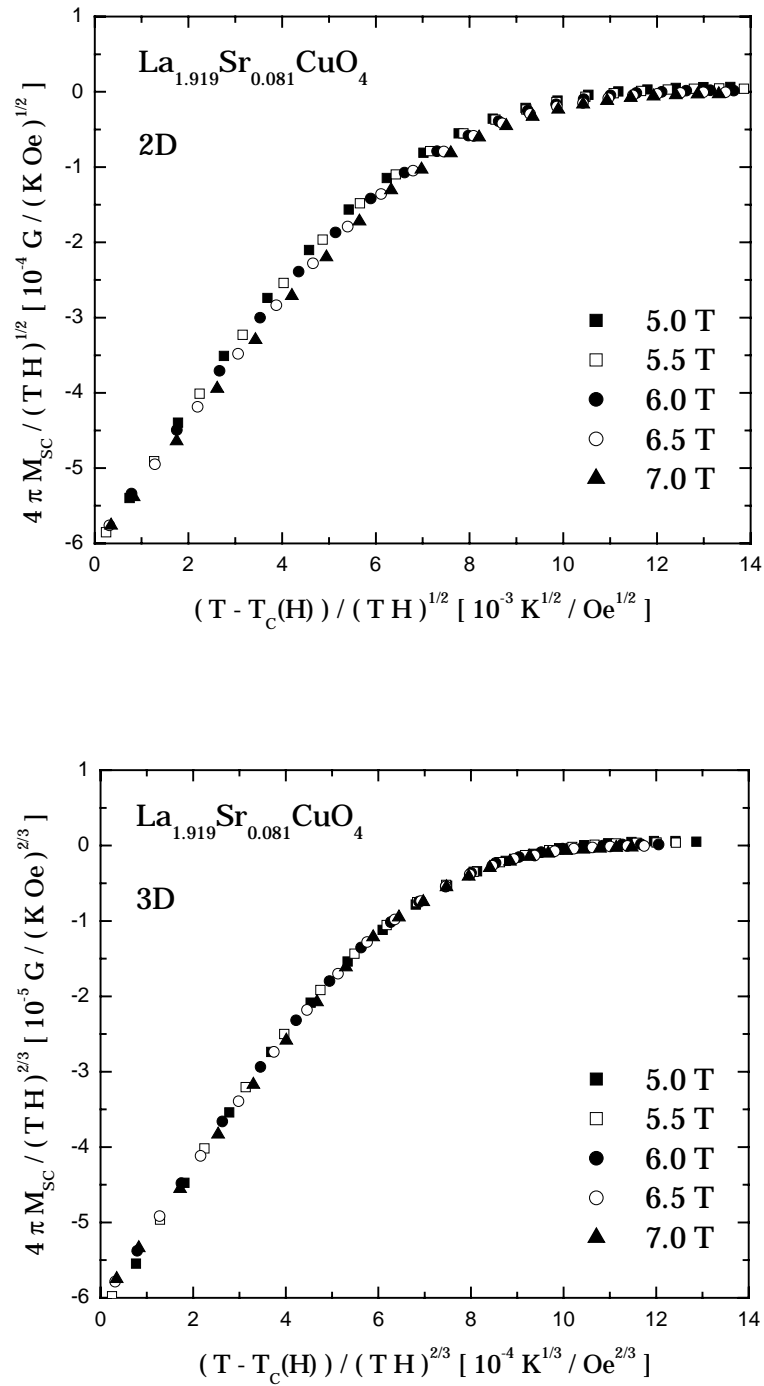 La1.919Sr0.081CuO4
2D
1
0
-1
-2
-3
-4
-5
-6
4 π MSC / ( T H )1/2 [ 10-4 G / ( K Oe )1/2 ]
5.0 T
5.5 T
6.0 T
6.5 T
7.0 T
0 2 4 6 8 10 12 14
( T - TC(H) ) / ( T H )1/2 [ 10-3 K1/2 / Oe1/2 ]
La1.919Sr0.081CuO4
3D
1
0
-1
-2
-3
-4
-5
-6
4 π MSC / ( T H )2/3 [ 10-5 G / ( K Oe )2/3 ]
5.0 T
5.5 T
6.0 T
6.5 T
7.0 T
0 2 4 6 8 10 12 14
( T - TC(H) ) / ( T H )2/3 [ 10-4 K1/3 / Oe2/3 ]